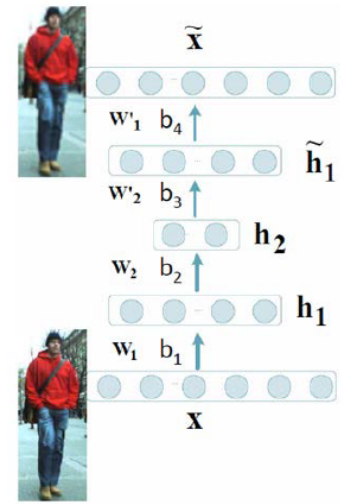 x̃
W'₁ b₄
h̃₁
W'₂ b₃
h₂
W₂ b₂
h₁
W₁ b₁
x